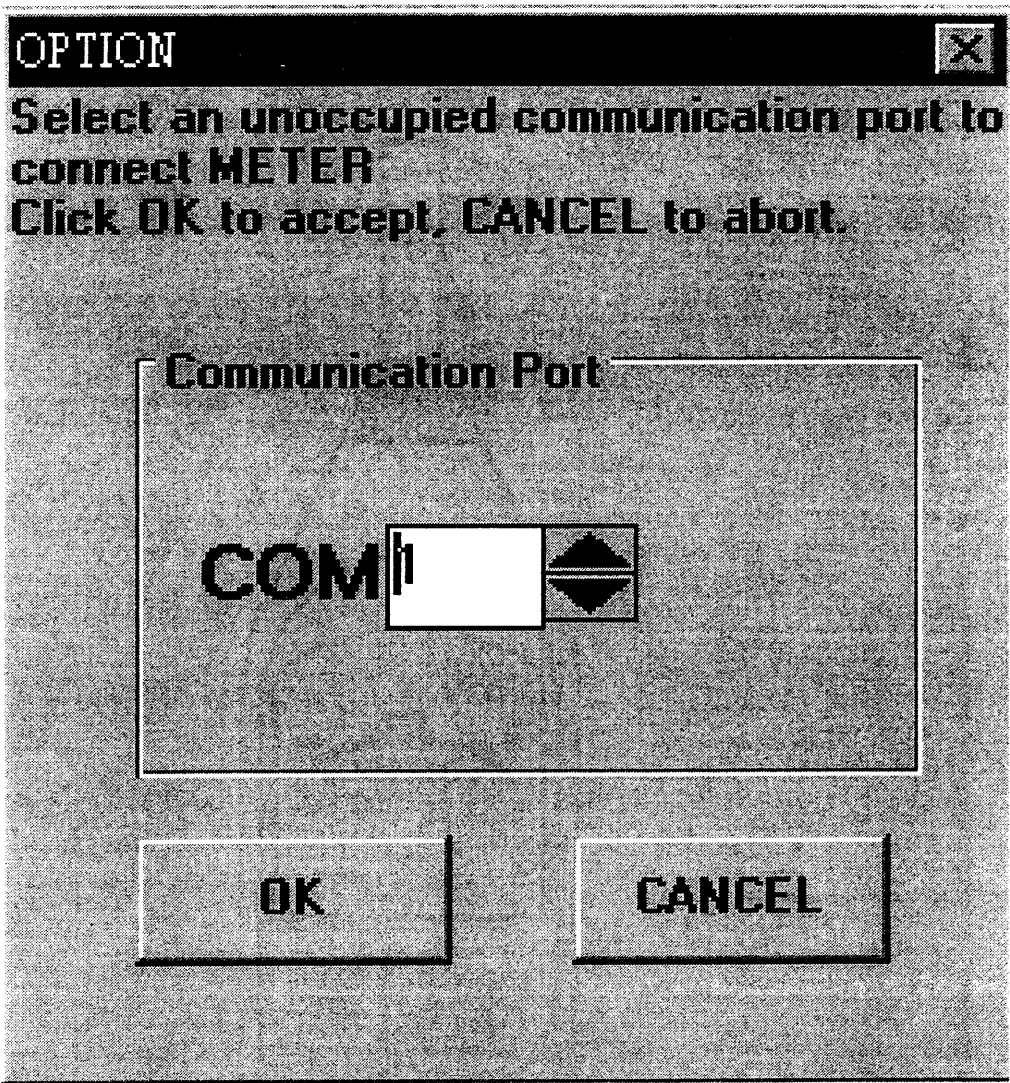 OPTION
Select an unoccupied communication port to
connect METER
Click OK to accept, CANCEL to abort.
Communication Port
COM 1
OK
CANCEL